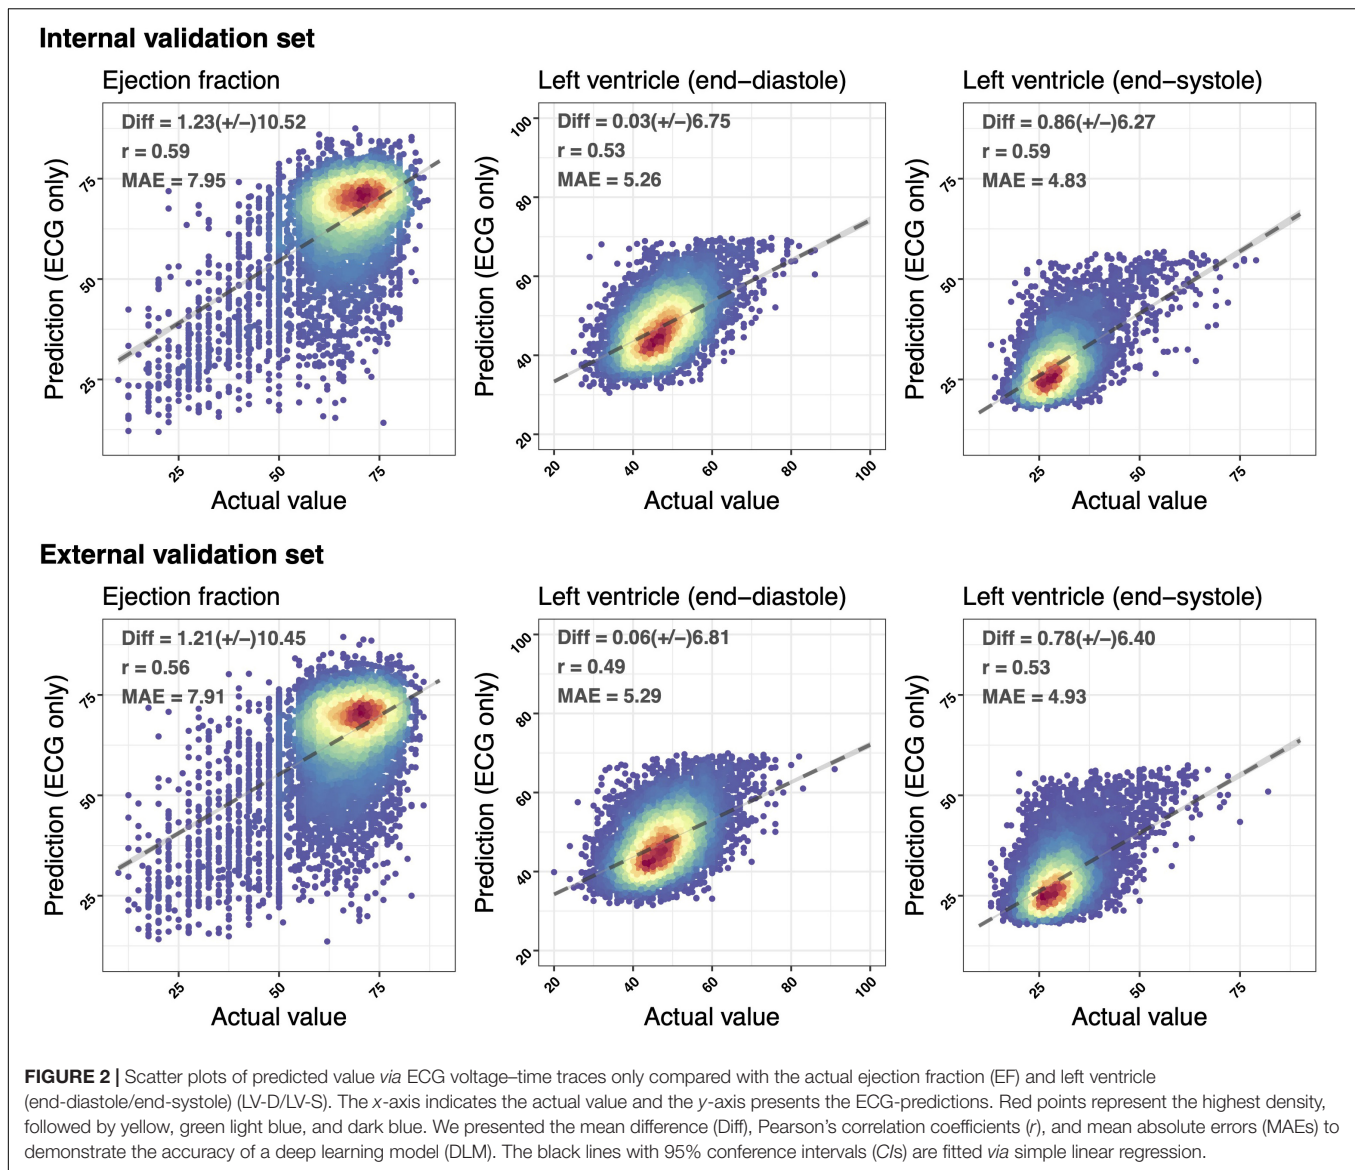 Internal validation set
Ejection fraction
Diff = 1.23(+/−)10.52
r = 0.59
MAE = 7.95
Prediction (ECG only)
75
50
25
25
50
75
Actual value
Left ventricle (end−diastole)
Diff = 0.03(+/−)6.75
r = 0.53
MAE = 5.26
Prediction (ECG only)
100
80
60
40
20
20
40
60
80
100
Actual value
Left ventricle (end−systole)
Diff = 0.86(+/−)6.27
r = 0.59
MAE = 4.83
Prediction (ECG only)
75
50
25
25
50
75
Actual value
External validation set
Ejection fraction
Diff = 1.21(+/−)10.45
r = 0.56
MAE = 7.91
Prediction (ECG only)
75
50
25
25
50
75
Actual value
Left ventricle (end−diastole)
Diff = 0.06(+/−)6.81
r = 0.49
MAE = 5.29
Prediction (ECG only)
100
80
60
40
20
20
40
60
80
100
Actual value
Left ventricle (end−systole)
Diff = 0.78(+/−)6.40
r = 0.53
MAE = 4.93
Prediction (ECG only)
75
50
25
25
50
75
Actual value
FIGURE 2 | Scatter plots of predicted value via ECG voltage–time traces only compared with the actual ejection fraction (EF) and left ventricle
(end-diastole/end-systole) (LV-D/LV-S). The x-axis indicates the actual value and the y-axis presents the ECG-predictions. Red points represent the highest density,
followed by yellow, green light blue, and dark blue. We presented the mean difference (Diff), Pearson's correlation coefficients (r), and mean absolute errors (MAEs) to
demonstrate the accuracy of a deep learning model (DLM). The black lines with 95% conference intervals (CIs) are fitted via simple linear regression.